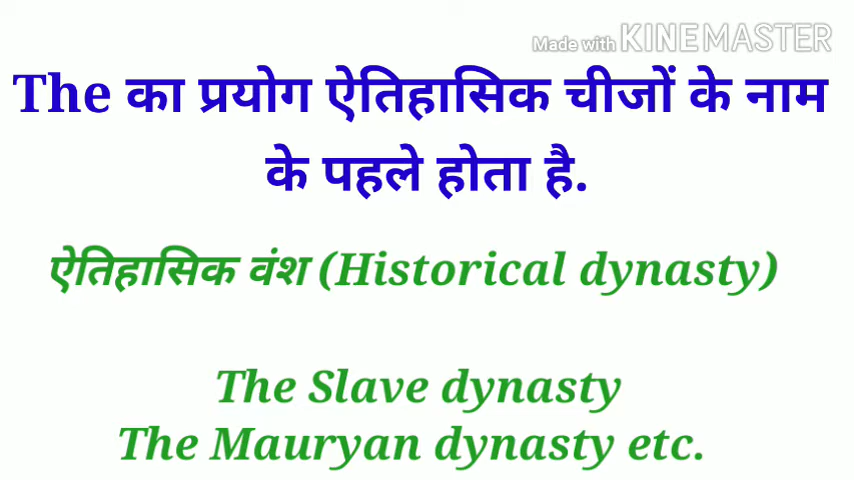 Made with KINEMASTER
The का प्रयोग ऐतिहासिक चीजों के नाम
के पहले होता है.
ऐतिहासिक वंश (Historical dynasty)
The Slave dynasty
The Mauryan dynasty etc.